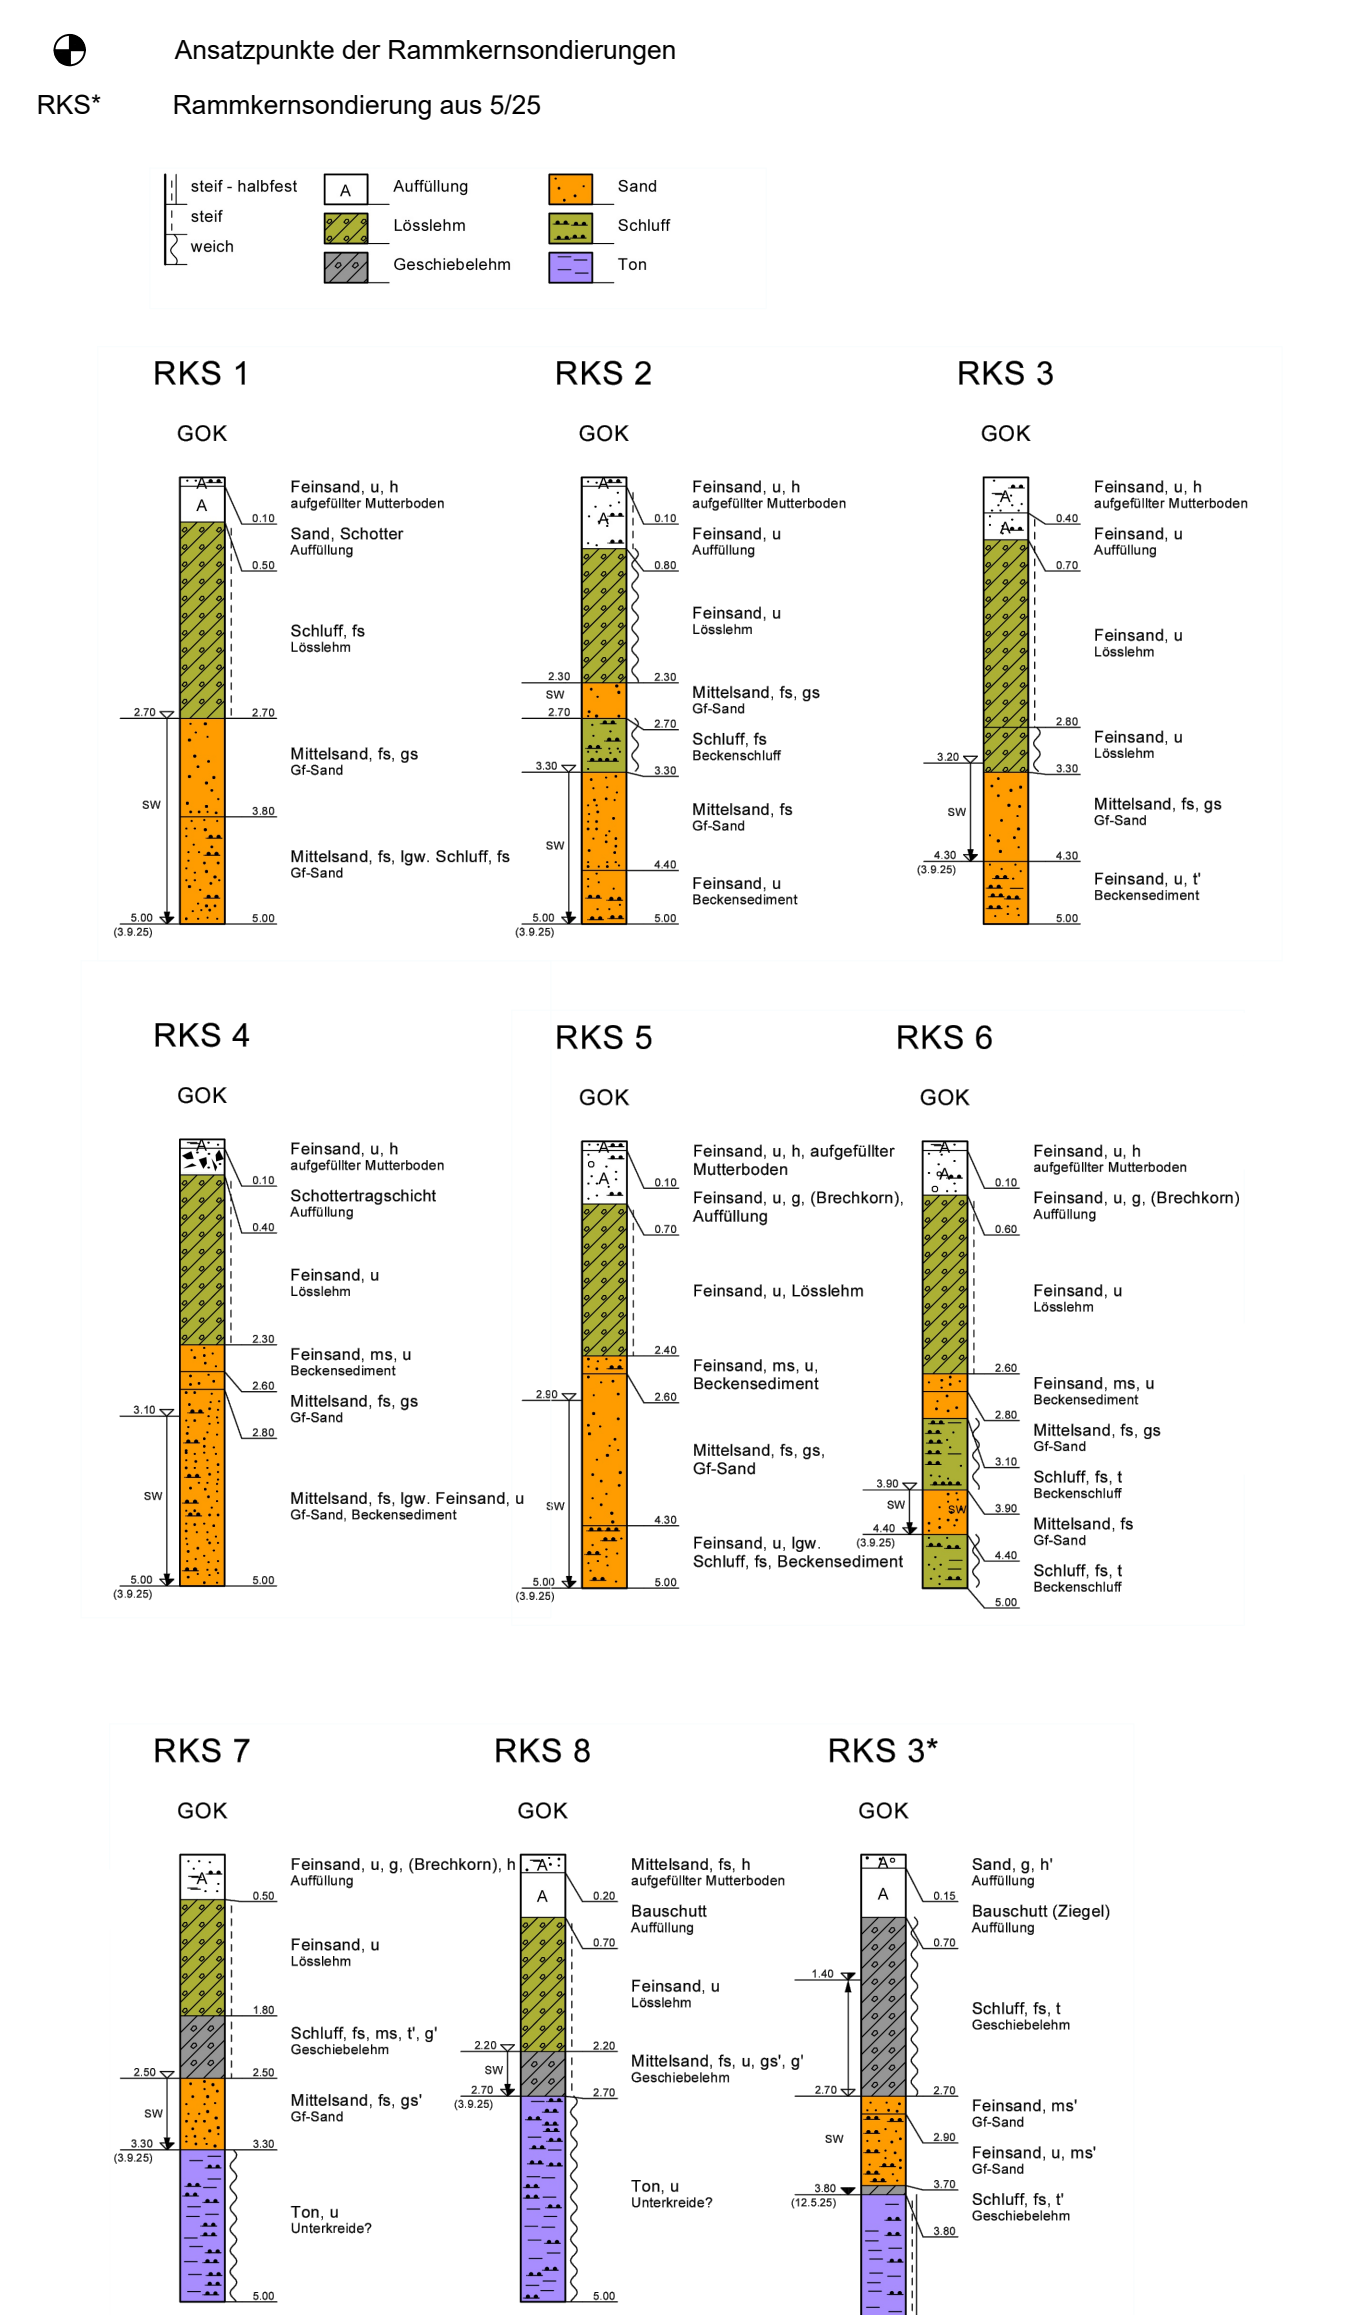 Ansatzpunkte der Rammkernsondierungen
RKS* Rammkernsondierung aus 5/25
steif - halbfest
steif
weich
A Auffüllung
Lösslehm
Geschiebelehm
Sand
Schluff
Ton
RKS 1
GOK
A
A
Feinsand, u, h
aufgefüllter Mutterboden
0.10
Sand, Schotter
Auffüllung
0.50
Schluff, fs
Lösslehm
2.70
2.70
Mittelsand, fs, gs
Gf-Sand
SW
3.80
Mittelsand, fs, lgw. Schluff, fs
Gf-Sand
5.00
(3.9.25)
5.00
RKS 2
GOK
A
A
Feinsand, u, h
aufgefüllter Mutterboden
0.10
Feinsand, u
Auffüllung
0.80
Feinsand, u
Lösslehm
2.30
2.30
SW
Mittelsand, fs, gs
Gf-Sand
2.70
2.70
Schluff, fs
Beckenschluff
3.30
3.30
Mittelsand, fs
Gf-Sand
SW
4.40
Feinsand, u
Beckensediment
5.00
(3.9.25)
5.00
RKS 3
GOK
A
A
Feinsand, u, h
aufgefüllter Mutterboden
0.40
Feinsand, u
Auffüllung
0.70
Feinsand, u
Lösslehm
2.80
Feinsand, u
Lösslehm
3.20
3.30
Mittelsand, fs, gs
Gf-Sand
SW
4.30
(3.9.25)
4.30
Feinsand, u, t'
Beckensediment
5.00
RKS 4
GOK
A
Feinsand, u, h
aufgefüllter Mutterboden
0.10
Schottertragschicht
Auffüllung
0.40
Feinsand, u
Lösslehm
2.30
Feinsand, ms, u
Beckensediment
2.60
Mittelsand, fs, gs
Gf-Sand
3.10
2.80
SW
Mittelsand, fs, lgw. Feinsand, u
Gf-Sand, Beckensediment
5.00
(3.9.25)
5.00
RKS 5
GOK
A
A
Feinsand, u, h, aufgefüllter
Mutterboden
0.10
Feinsand, u, g, (Brechkorn),
Auffüllung
0.70
Feinsand, u, Lösslehm
2.40
Feinsand, ms, u,
Beckensediment
2.90
2.60
Mittelsand, fs, gs,
Gf-Sand
SW
4.30
Feinsand, u, lgw.
Schluff, fs, Beckensediment
5.00
(3.9.25)
5.00
RKS 6
GOK
A
A
Feinsand, u, h
aufgefüllter Mutterboden
0.10
Feinsand, u, g, (Brechkorn)
Auffüllung
0.60
Feinsand, u
Lösslehm
2.60
Feinsand, ms, u
Beckensediment
2.80
Mittelsand, fs, gs
Gf-Sand
3.10
Schluff, fs, t
Beckenschluff
3.90
SW
SW
3.90
Mittelsand, fs
Gf-Sand
4.40
(3.9.25)
4.40
Schluff, fs, t
Beckenschluff
5.00
RKS 7
GOK
A
Feinsand, u, g, (Brechkorn), h
Auffüllung
0.50
Feinsand, u
Lösslehm
1.80
Schluff, fs, ms, t', g'
Geschiebelehm
2.50
2.50
Mittelsand, fs, gs'
Gf-Sand
SW
3.30
(3.9.25)
3.30
Ton, u
Unterkreide?
5.00
RKS 8
GOK
A
A
Mittelsand, fs, h
aufgefüllter Mutterboden
0.20
Bauschutt
Auffüllung
0.70
Feinsand, u
Lösslehm
2.20
2.20
SW
Mittelsand, fs, u, gs', g'
Geschiebelehm
2.70
(3.9.25)
2.70
Ton, u
Unterkreide?
5.00
RKS 3*
GOK
A
A
Sand, g, h'
Auffüllung
0.15
Bauschutt (Ziegel)
Auffüllung
0.70
1.40
Schluff, fs, t
Geschiebelehm
2.70
2.70
Feinsand, ms'
Gf-Sand
SW
2.90
Feinsand, u, ms'
Gf-Sand
3.80
(12.5.25)
3.70
Schluff, fs, t'
Geschiebelehm
3.80